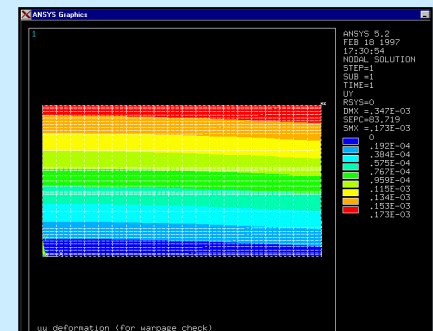 ANSYS Graphics
1
ANSYS 5.2
FEB 18 1997
17:30:54
NODAL SOLUTION
STEP=1
SUB =1
TIME=1
UY
RSYS=0
DMX =.347E-03
SEPC=83.719
SMX =.173E-03
0
.192E-04
.384E-04
.575E-04
.767E-04
.959E-04
.115E-03
.134E-03
.153E-03
.173E-03
uy deformation (for warpage check)